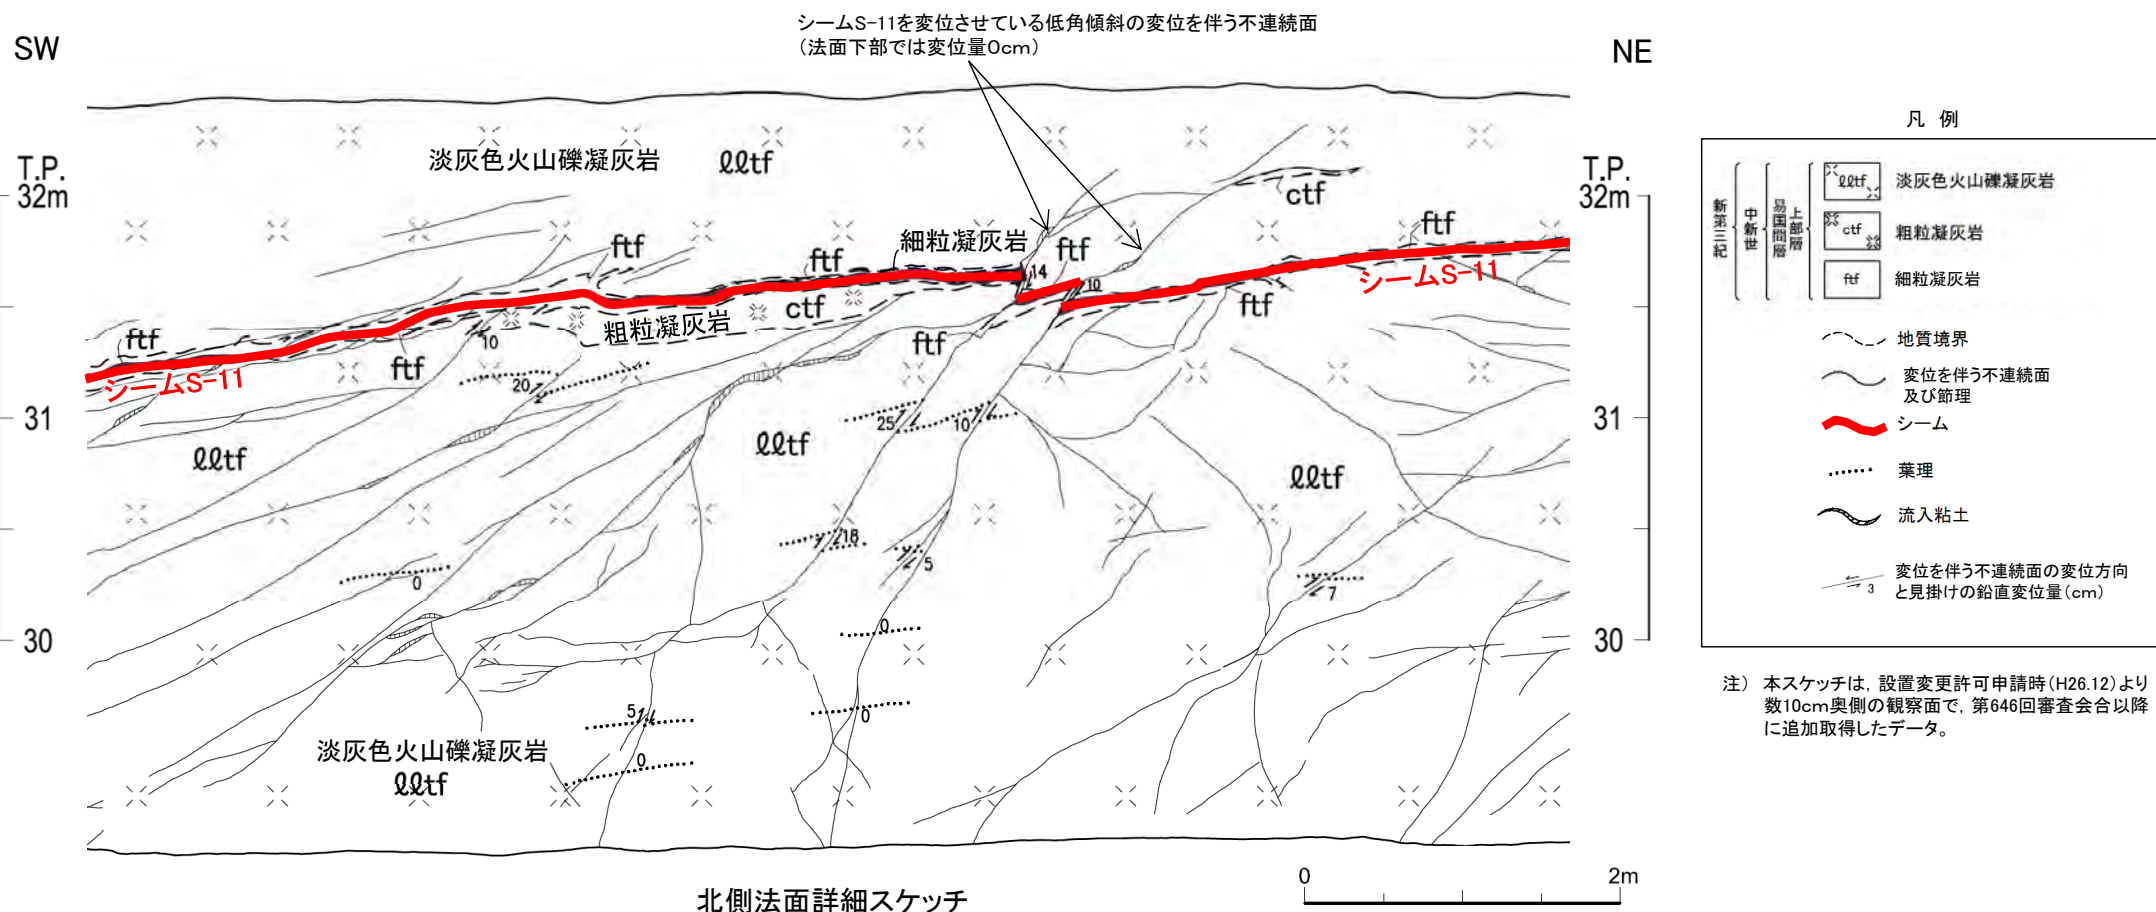 シームS-11を変位させている低角傾斜の変位を伴う不連続面
（法面下部では変位量0cm）
SW
NE
T.P.
32m
31
30
T.P.
32m
31
30
淡灰色火山礫凝灰岩
ℓℓtf
ctf
ftf
ftf
細粒凝灰岩
ftf
ftf
14
10
シームS-11
ftf
ctf
粗粒凝灰岩
ftf
10
ftf
シームS-11
ftf
20
25
10
ℓℓtf
ℓℓtf
ℓℓtf
18
5
0
7
0
0
5
0
淡灰色火山礫凝灰岩
ℓℓtf
北側法面詳細スケッチ
0
2m
凡 例
新第三紀
中新世
易国間層
上部層
ℓℓtf 淡灰色火山礫凝灰岩
ctf 粗粒凝灰岩
ftf 細粒凝灰岩
地質境界
変位を伴う不連続面
及び節理
シーム
葉理
流入粘土
3
変位を伴う不連続面の変位方向
と見掛けの鉛直変位量（cm）
注） 本スケッチは，設置変更許可申請時（H26.12）より
数10cm奥側の観察面で，第646回審査会合以降
に追加取得したデータ。